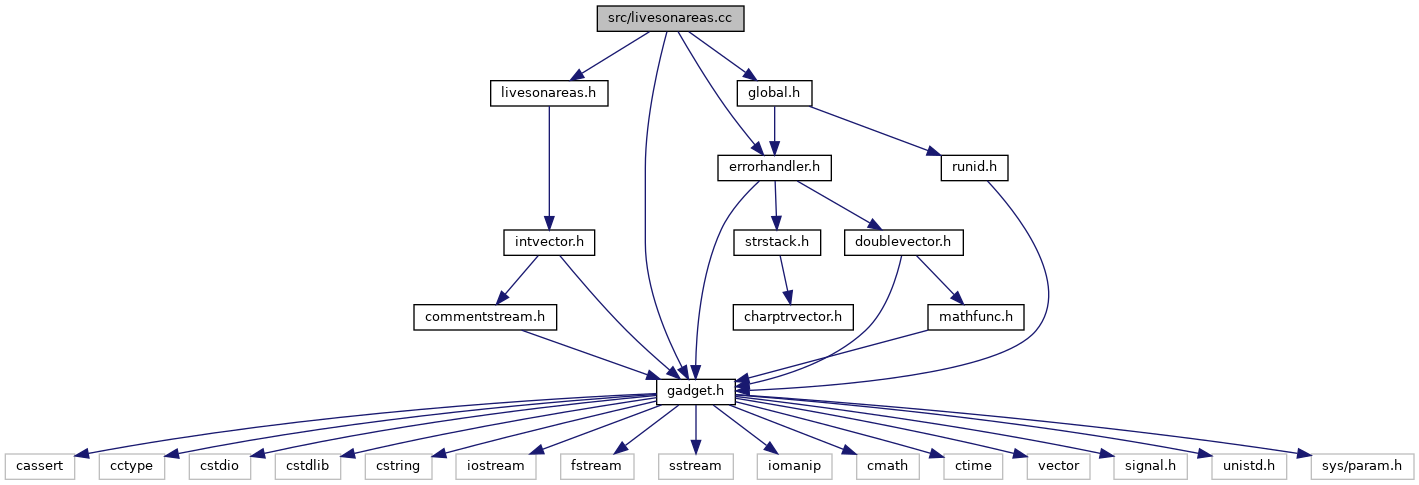 src/livesonareas.cc
livesonareas.h
global.h
errorhandler.h
runid.h
intvector.h
strstack.h
doublevector.h
commentstream.h
charptrvector.h
mathfunc.h
gadget.h
cassert
cctype
cstdio
cstdlib
cstring
iostream
fstream
sstream
iomanip
cmath
ctime
vector
signal.h
unistd.h
sys/param.h